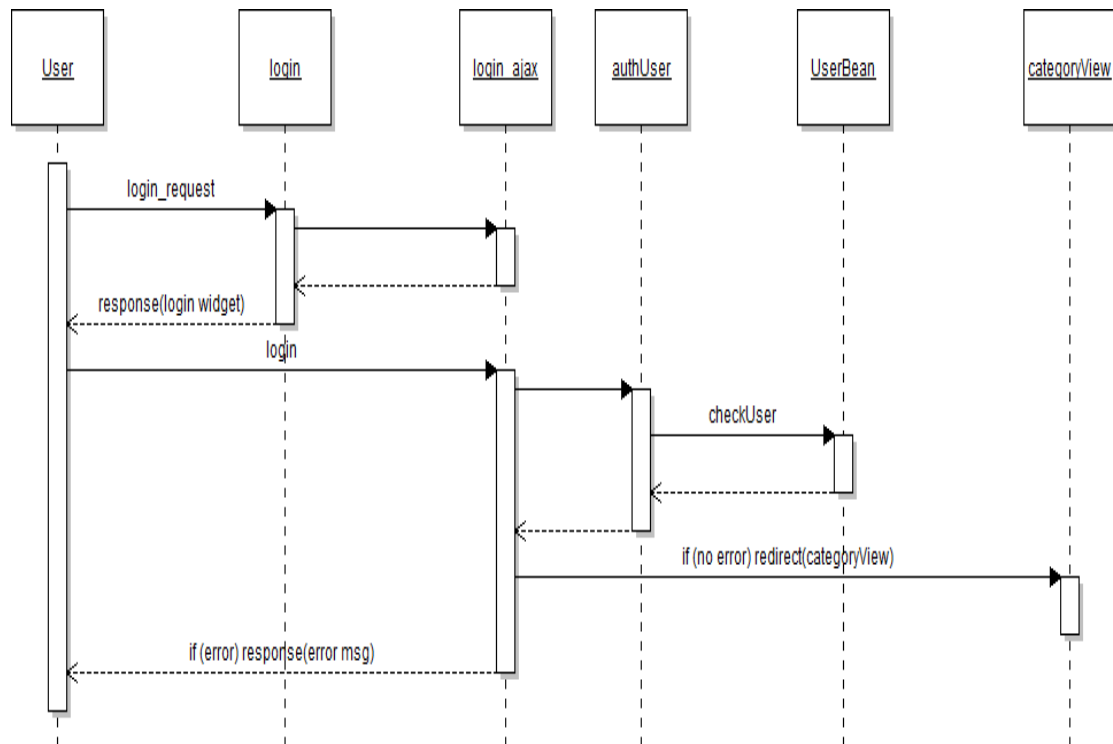 User
login
login_ajax
authUser
UserBean
categoryView
login_request
response(login widget)
login
checkUser
if (no error) redirect(categoryView)
if (error) response(error msg)